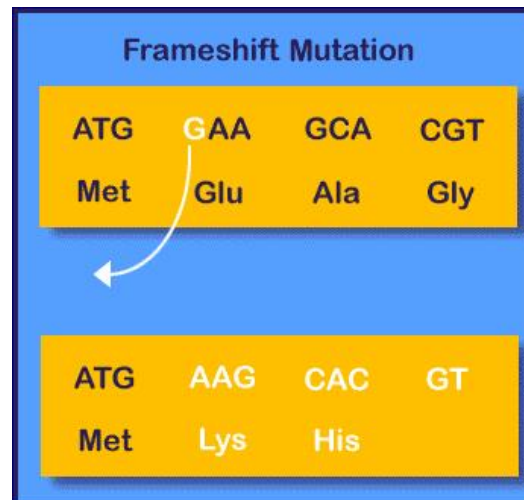 Frameshift Mutation
ATG GAA GCA CGT
Met Glu Ala Gly
ATG AAG CAC GT
Met Lys His